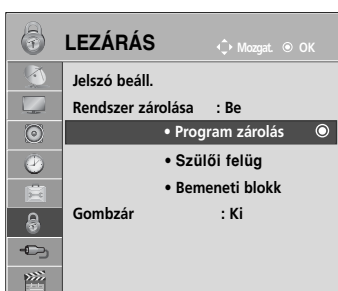 LEZÁRÁS
Mozgat. OK
Jelszó beáll.
Rendszer zárolása : Be
• Program zárolás
• Szülői felüg
• Bemeneti blokk
Gombzár : Ki